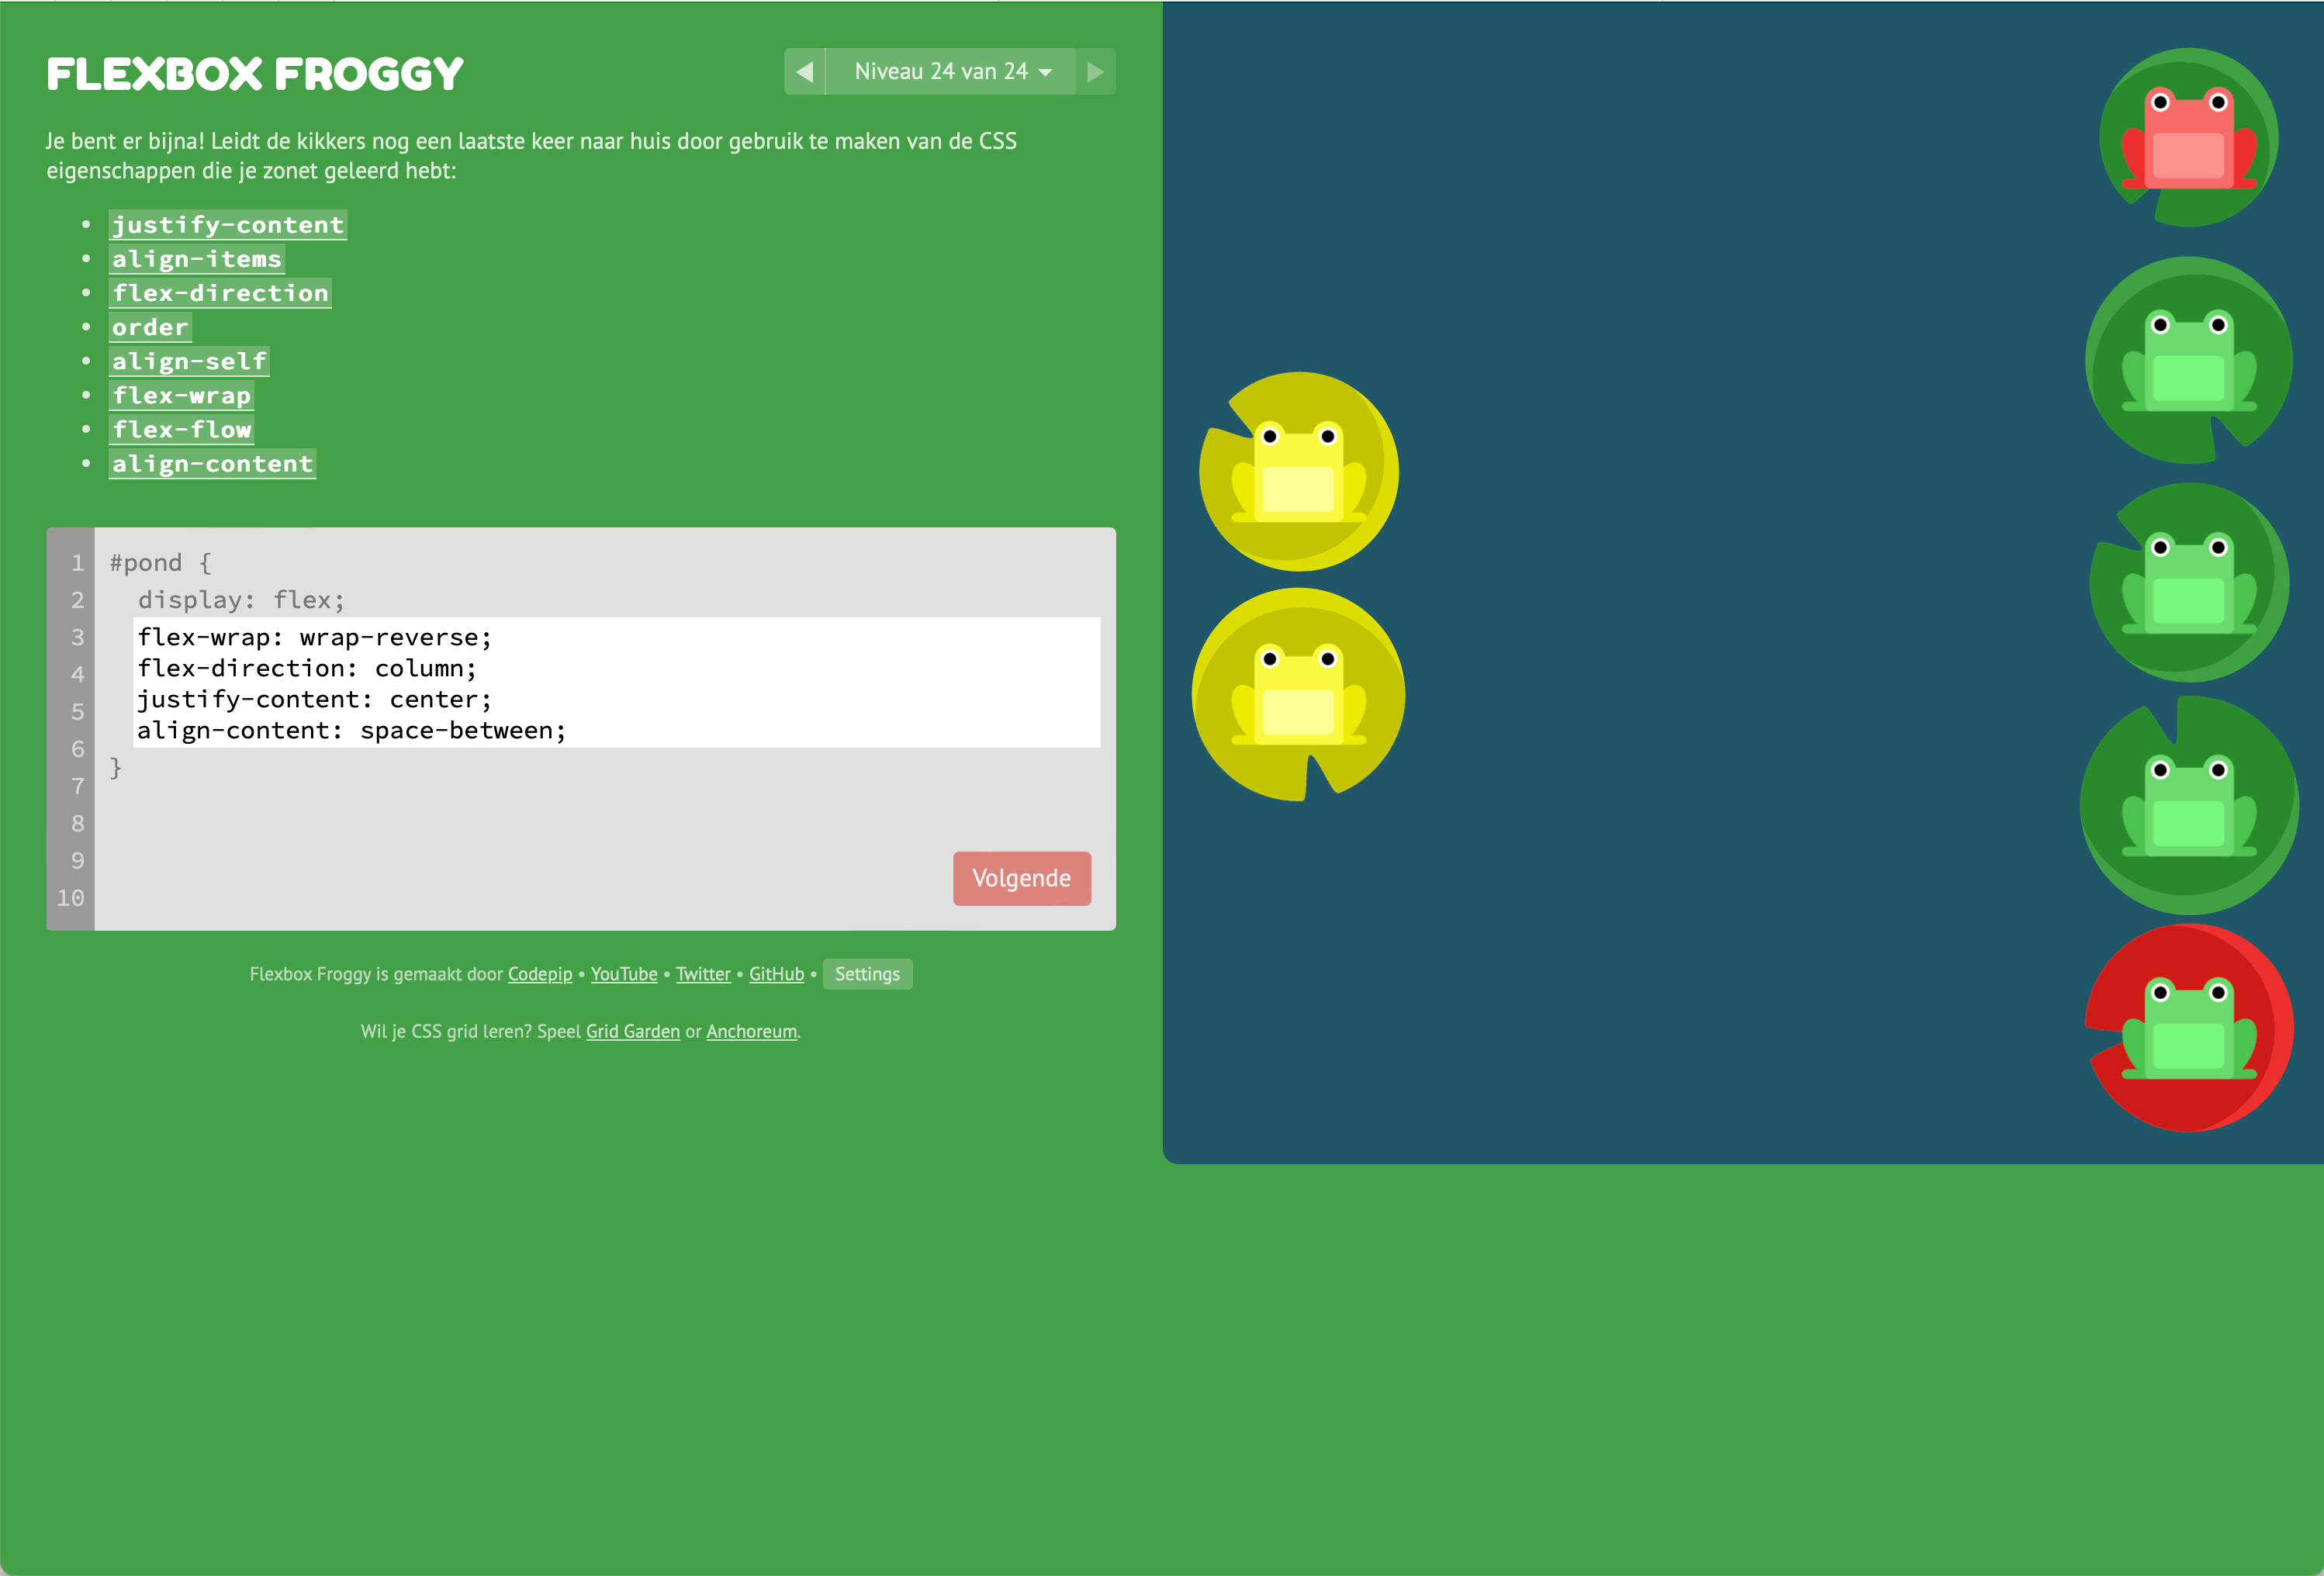 FLEXBOX FROGGY
Niveau 24 van 24
Je bent er bijna! Leidt de kikkers nog een laatste keer naar huis door gebruik te maken van de CSS
eigenschappen die je zonet geleerd hebt:
justify-content
align-items
flex-direction
order
align-self
flex-wrap
flex-flow
align-content
1 #pond {
2 display: flex;
3 flex-wrap: wrap-reverse;
4 flex-direction: column;
5 justify-content: center;
6 align-content: space-between;
7 }
8
9
10
Volgende
Flexbox Froggy is gemaakt door Codepip • YouTube • Twitter • GitHub • Settings
Wil je CSS grid leren? Speel Grid Garden or Anchoreum.